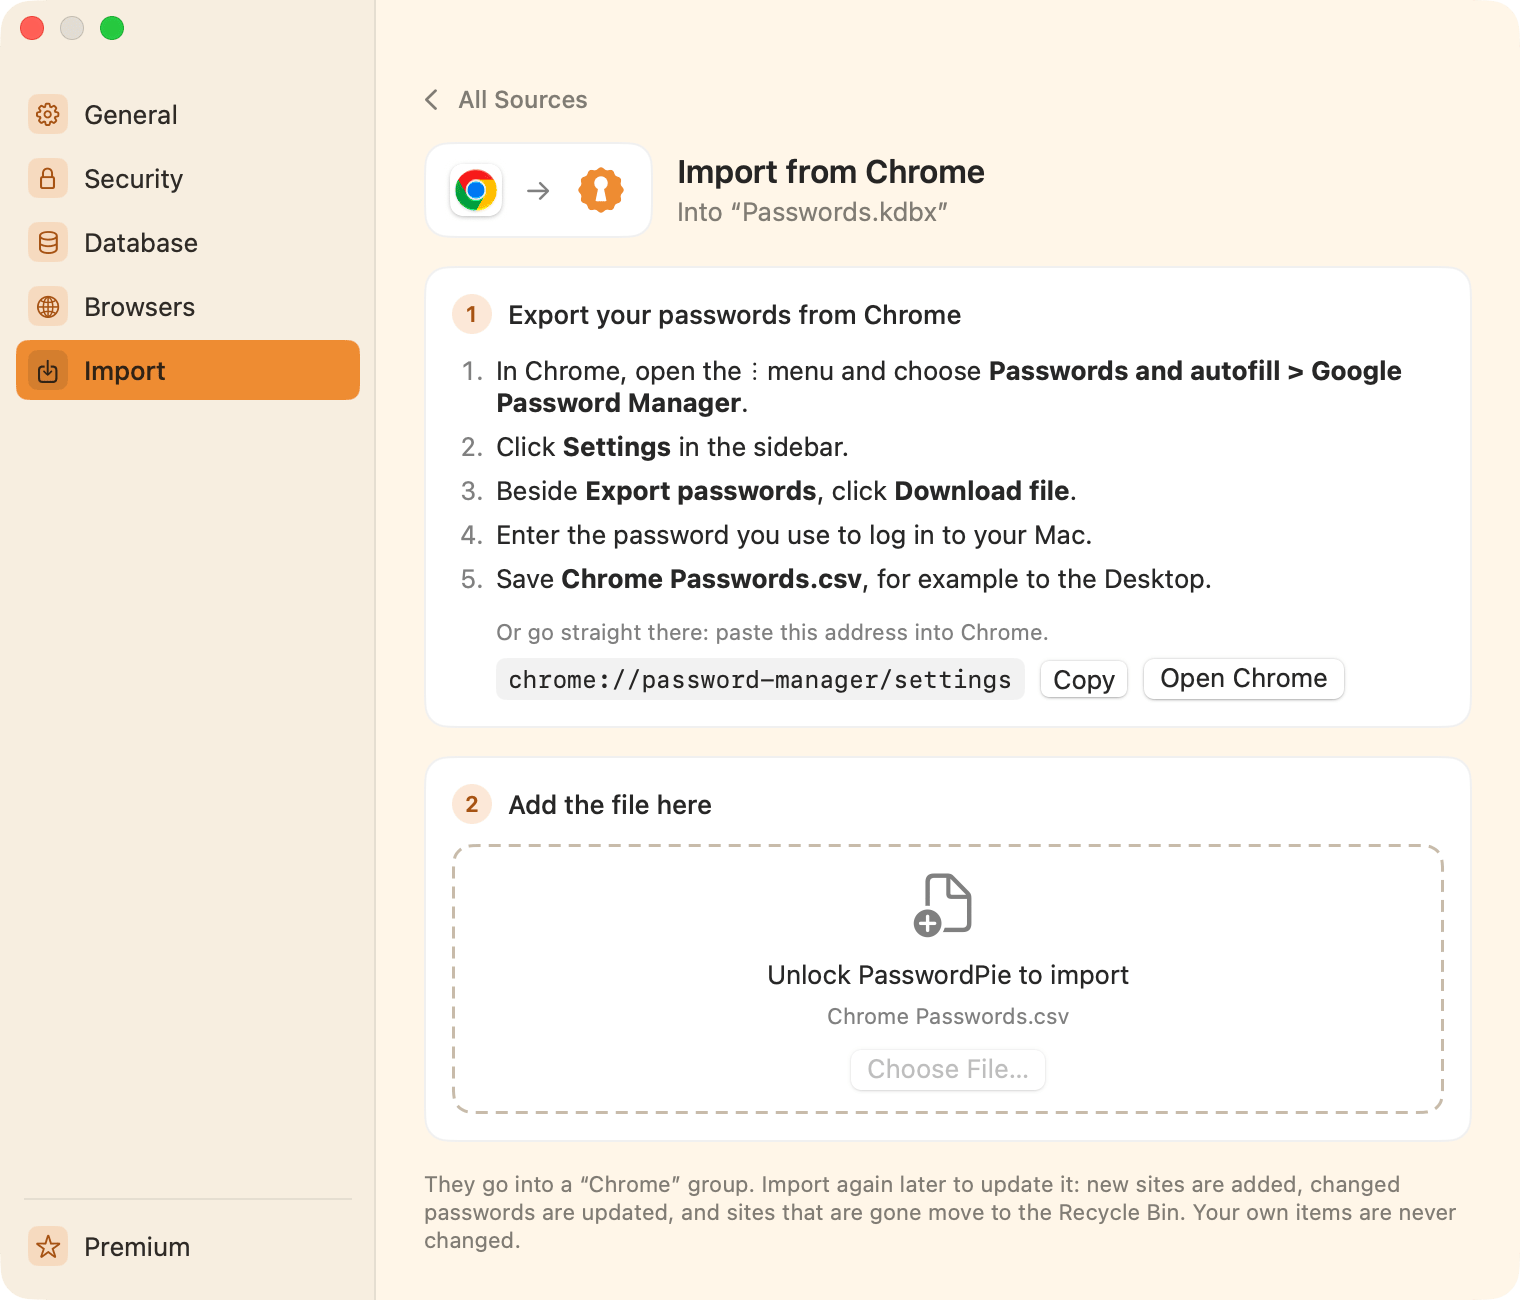 General
Security
Database
Browsers
Import
Premium
All Sources
Import from Chrome
Into “Passwords.kdbx”
1 Export your passwords from Chrome
1. In Chrome, open the ⋮ menu and choose Passwords and autofill > Google
Password Manager.
2. Click Settings in the sidebar.
3. Beside Export passwords, click Download file.
4. Enter the password you use to log in to your Mac.
5. Save Chrome Passwords.csv, for example to the Desktop.
Or go straight there: paste this address into Chrome.
chrome://password-manager/settings Copy Open Chrome
2 Add the file here
Unlock PasswordPie to import
Chrome Passwords.csv
Choose File...
They go into a “Chrome” group. Import again later to update it: new sites are added, changed
passwords are updated, and sites that are gone move to the Recycle Bin. Your own items are never
changed.